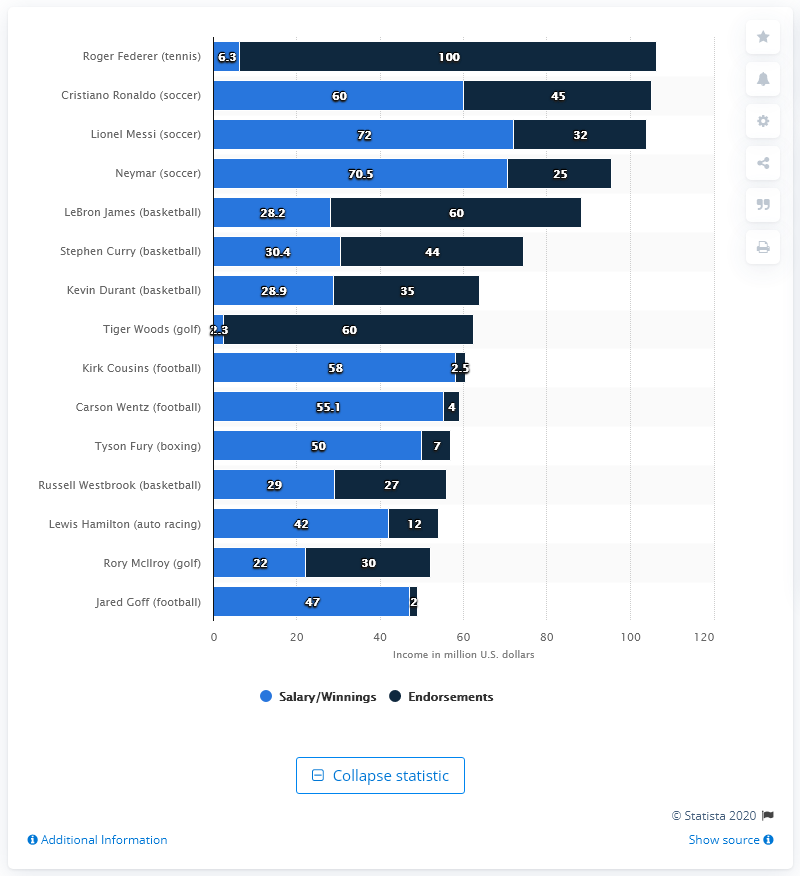 Roger Federer (tennis) 6.3 100
Cristiano Ronaldo (soccer) 60 45
Lionel Messi (soccer) 72 32
Neymar (soccer) 70.5 25
LeBron James (basketball) 28.2 60
Stephen Curry (basketball) 30.4 44
Kevin Durant (basketball) 28.9 35
Tiger Woods (golf) 2.3 60
Kirk Cousins (football) 58 2.5
Carson Wentz (football) 55.1 4
Tyson Fury (boxing) 50 7
Russell Westbrook (basketball) 29 27
Lewis Hamilton (auto racing) 42 12
Rory McIlroy (golf) 22 30
Jared Goff (football) 47 2
0 20 40 60 80 100 120
Income in million U.S. dollars
Salary/Winnings Endorsements
Collapse statistic
© Statista 2020
Additional Information Show source